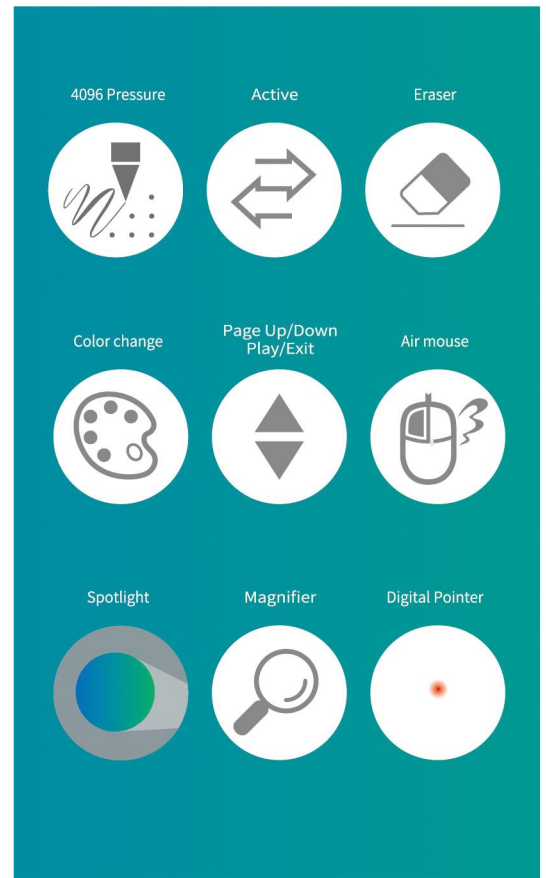 4096 Pressure
Active
Eraser
Color change
Page Up/Down
Play/Exit
Air mouse
Spotlight
Magnifier
Digital Pointer